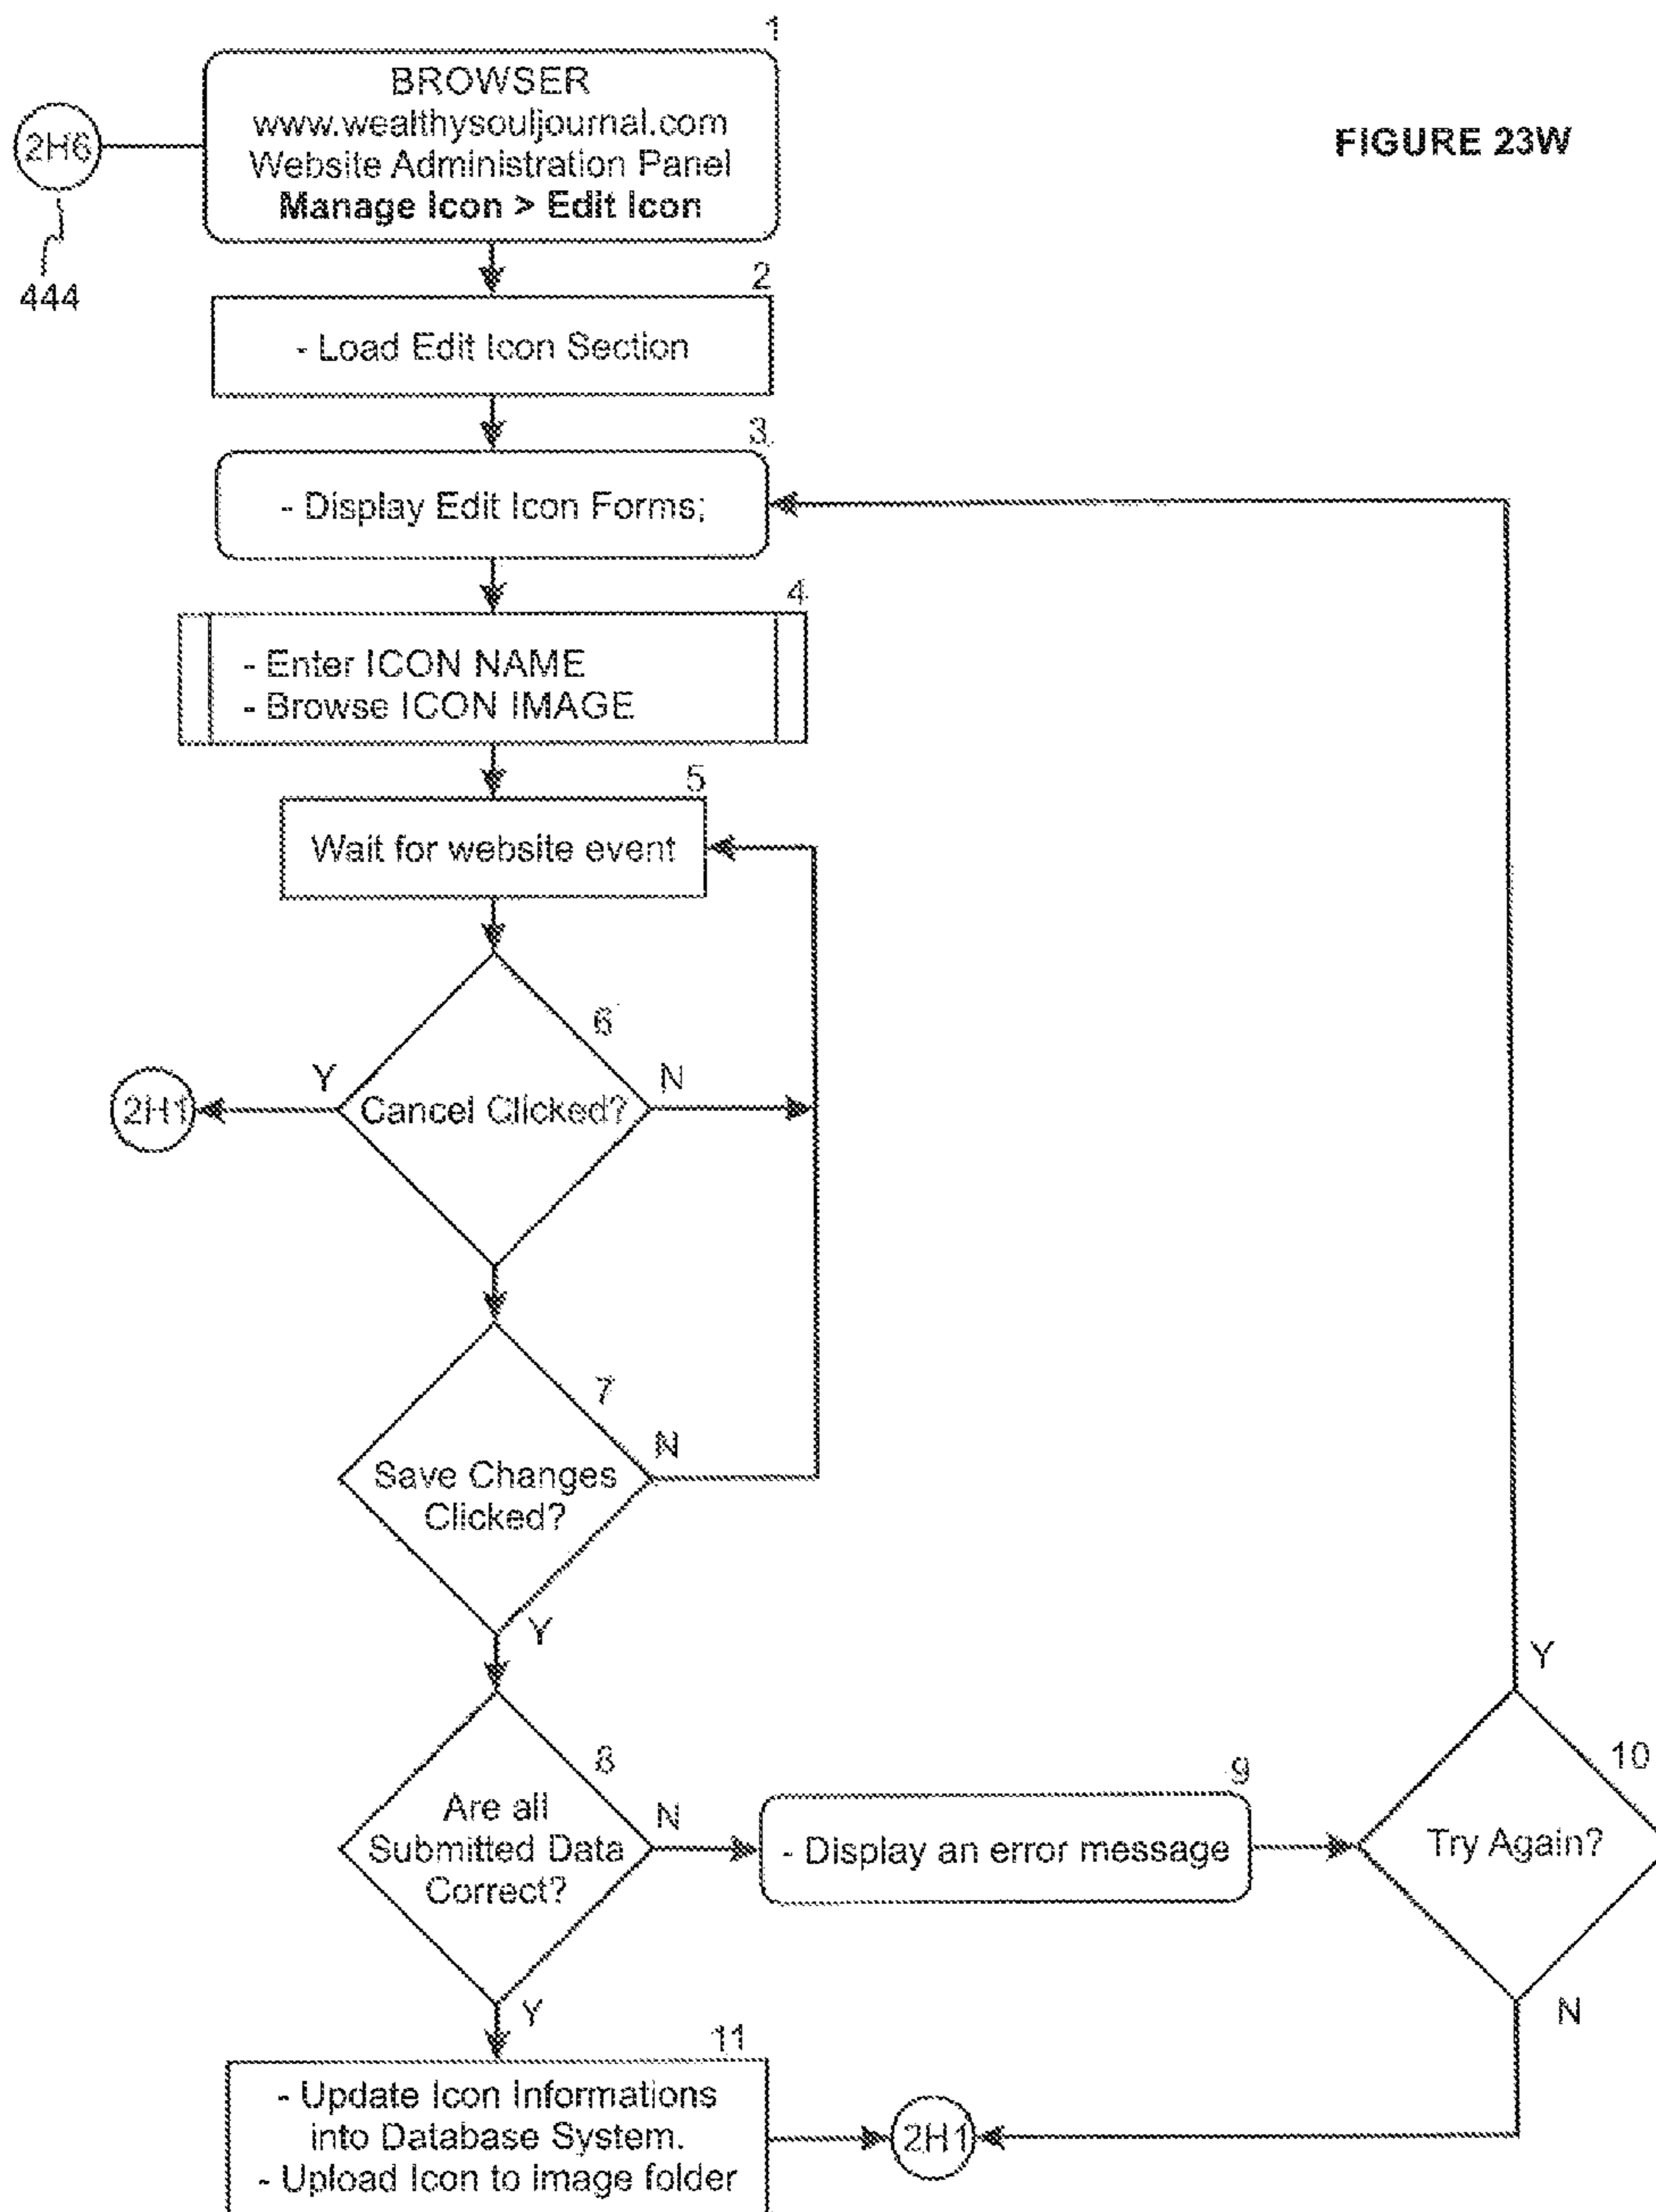 1
BROWSER
www.wealthysouljournal.com
Website Administration Panel
Manage Icon > Edit Icon
2H6
444
FIGURE 23W
2
- Load Edit Icon Section
3
- Display Edit Icon Forms;
4
- Enter ICON NAME
- Browse ICON IMAGE
5
Wait for website event
6
Y
N
Cancel Clicked?
2H1
7
N
Save Changes
Clicked?
Y
8
N
Are all
Submitted Data
Correct?
Y
9
- Display an error message
Y
10
Try Again?
N
11
- Update Icon Informations
into Database System.
- Upload Icon to image folder
2H1